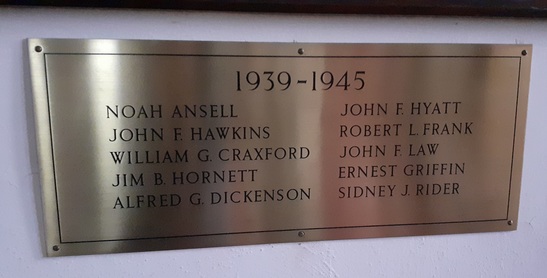 1939-1945
NOAH ANSELL
JOHN F. HAWKINS
WILLIAM G. CRAXFORD
JIM B. HORNETT
ALFRED G. DICKENSON
JOHN F. HYATT
ROBERT L. FRANK
JOHN F. LAW
ERNEST GRIFFIN
SIDNEY J. RIDER